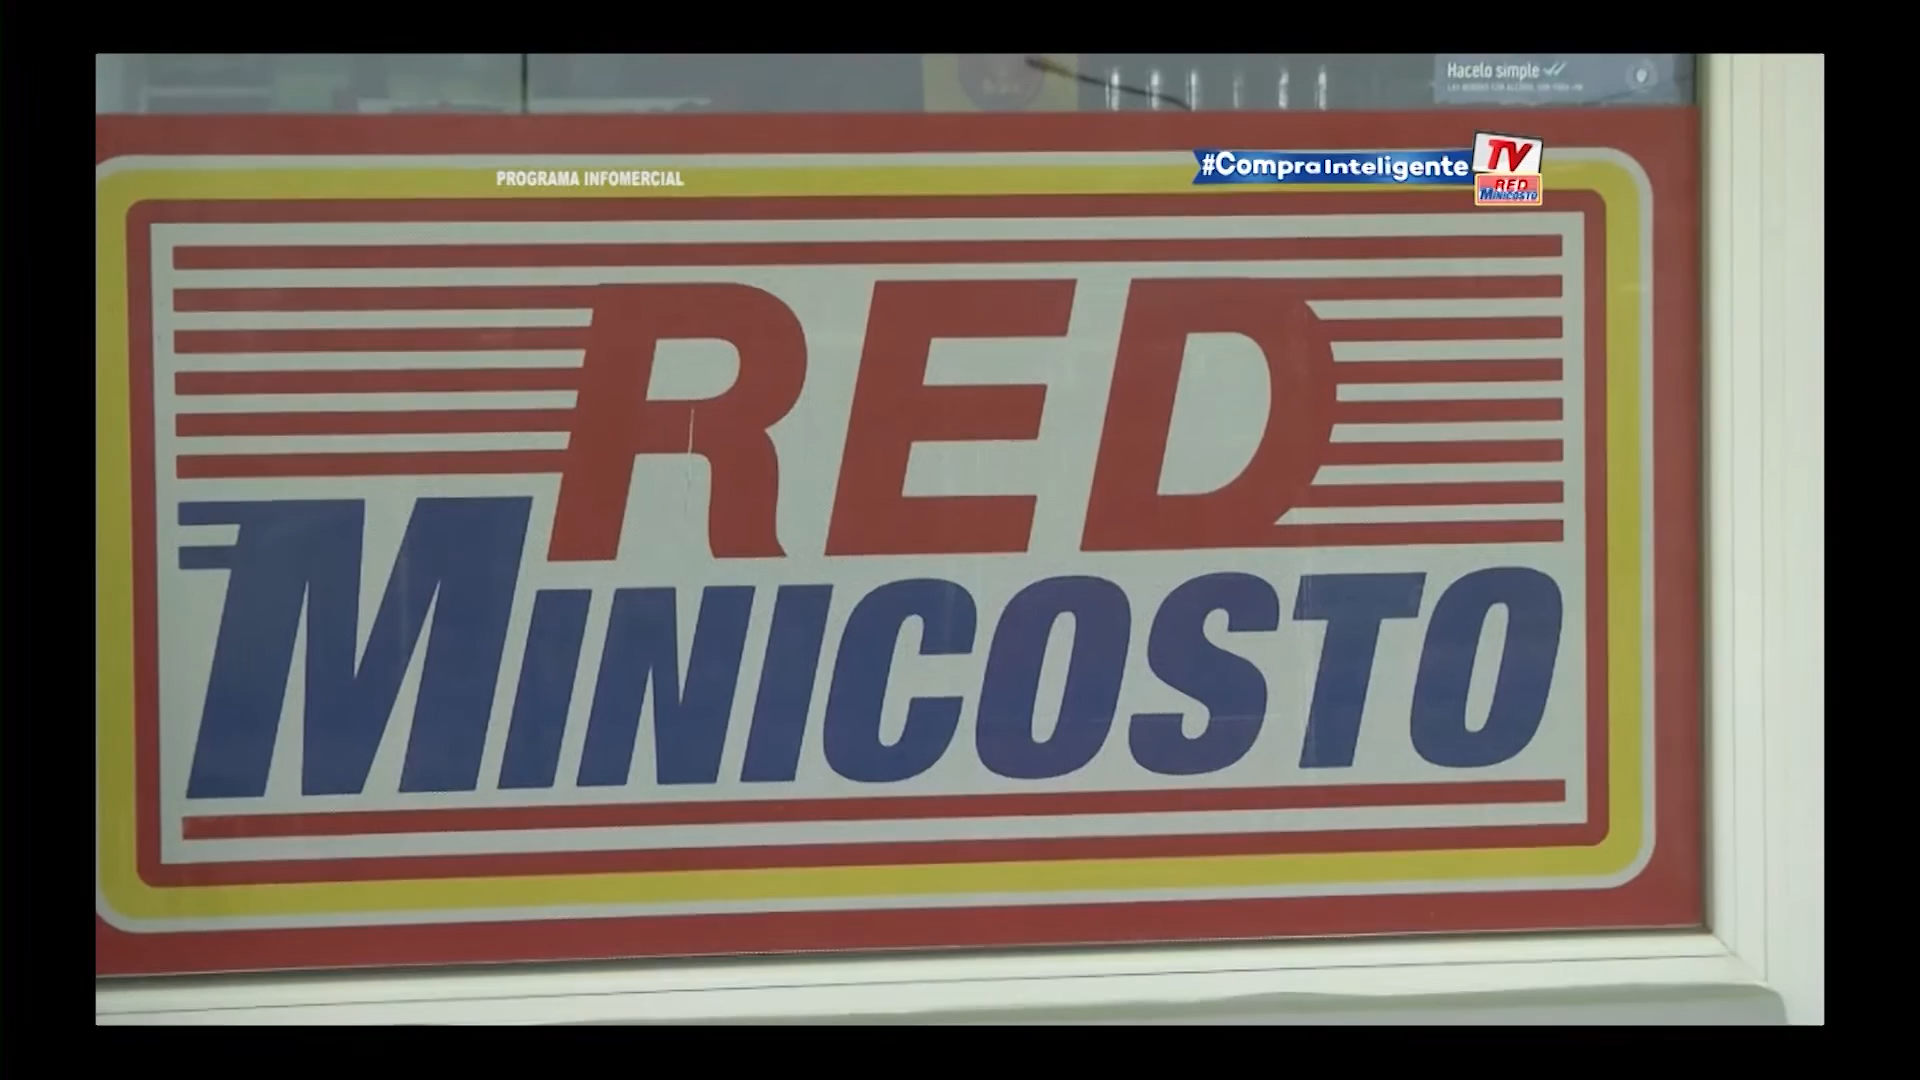 Hacelo simple
PROGRAMA INFOMERCIAL
#CompraInteligente
TV
RED
MINICOSTO
RED
MINICOSTO